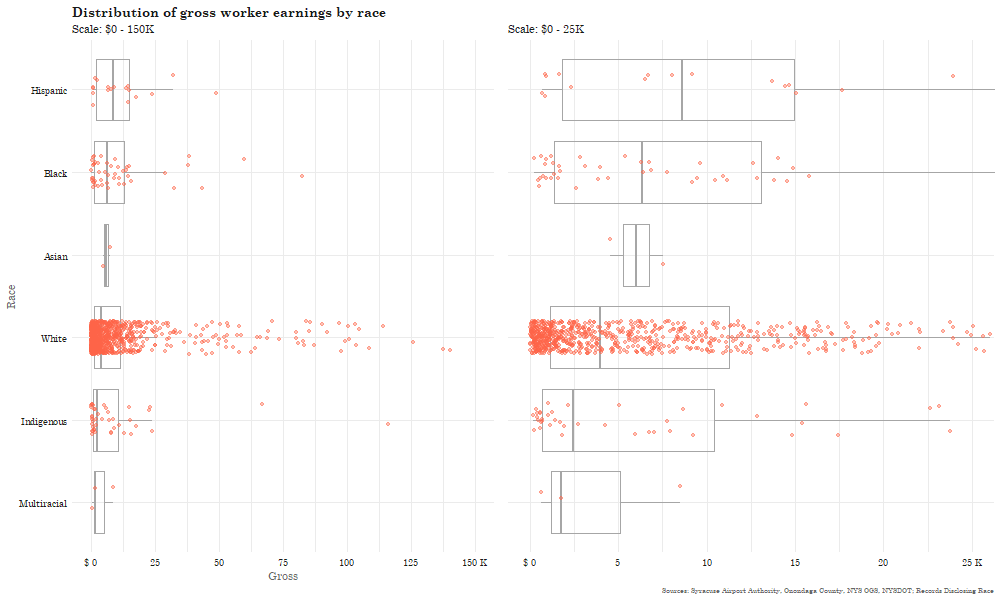 Distribution of gross worker earnings by race
Scale: $0 - 150K
Scale: $0 - 25K
Race
Hispanic
Black
Asian
White
Indigenous
Multiracial
$ 0 25 50 75 100 125 150 K
$ 0 5 10 15 20 25 K
Gross
Sources: Syracuse Airport Authority, Onondaga County, NYS OGS, NYSDOT; Records Disclosing Race